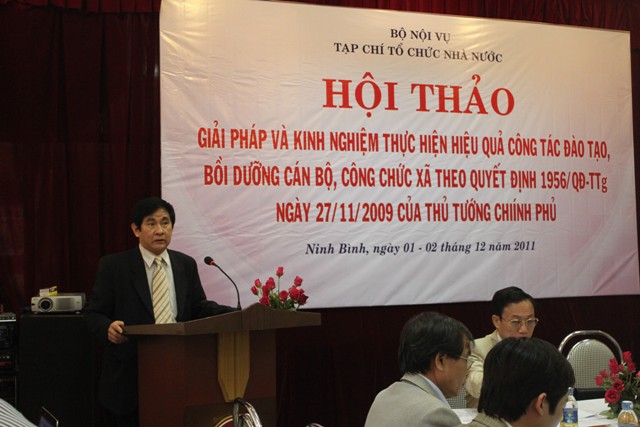 BỘ NỘI VỤ
TẠP CHÍ TỔ CHỨC NHÀ NƯỚC
HỘI THẢO
GIẢI PHÁP VÀ KINH NGHIỆM THỰC HIỆN HIỆU QUẢ CÔNG TÁC ĐÀO TẠO,
BỒI DƯỠNG CÁN BỘ, CÔNG CHỨC XÃ THEO QUYẾT ĐỊNH 1956/QĐ-TTg
NGÀY 27/11/2009 CỦA THỦ TƯỚNG CHIÍNH PHỦ
Ninh Bình, ngày 01 - 02 tháng 12 năm 2011